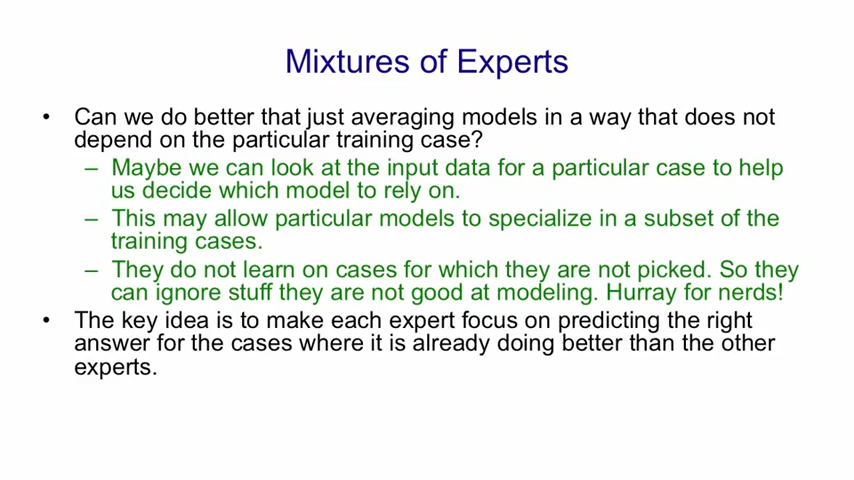 Mixtures of Experts
• Can we do better that just averaging models in a way that does not
depend on the particular training case?
– Maybe we can look at the input data for a particular case to help
us decide which model to rely on.
– This may allow particular models to specialize in a subset of the
training cases.
– They do not learn on cases for which they are not picked. So they
can ignore stuff they are not good at modeling. Hurray for nerds!
• The key idea is to make each expert focus on predicting the right
answer for the cases where it is already doing better than the other
experts.